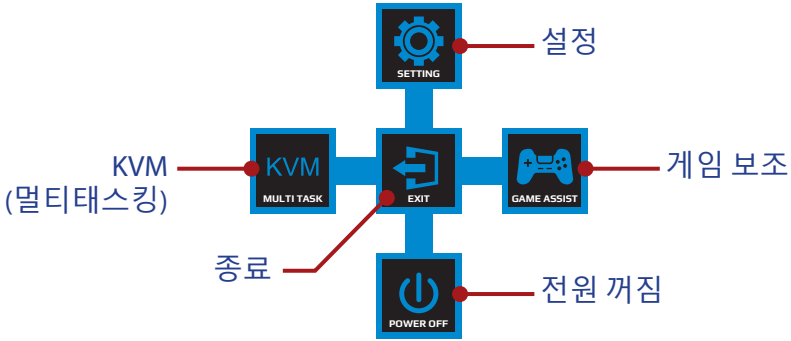 SETTING
설정
KVM
(멀티태스킹)
KVM
MULTI TASK
EXIT
GAME ASSIST
게임 보조
종료
POWER OFF
전원 꺼짐